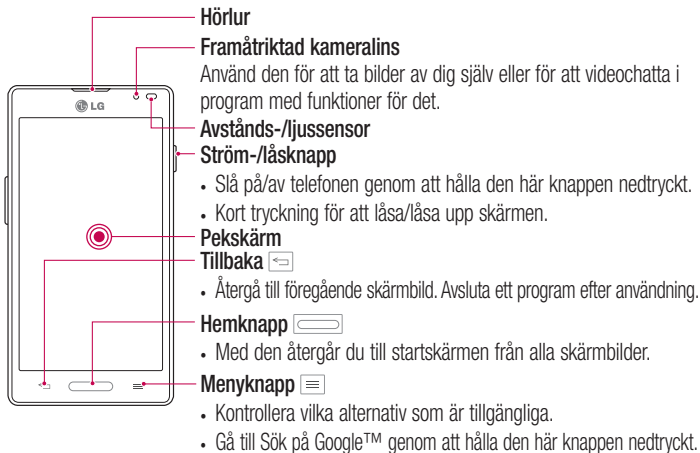 Hörlur
Framåtriktad kameralins
Använd den för att ta bilder av dig själv eller för att videochatta i
program med funktioner för det.
LG
Avstånds-/ljussensor
Ström-/låsknapp
• Slå på/av telefonen genom att hålla den här knappen nedtryckt.
• Kort tryckning för att låsa/låsa upp skärmen.
Pekskärm
Tillbaka
• Återgå till föregående skärmbild. Avsluta ett program efter användning.
Hemknapp
• Med den återgår du till startskärmen från alla skärmbilder.
Menyknapp
• Kontrollera vilka alternativ som är tillgängliga.
• Gå till Sök på Google™ genom att hålla den här knappen nedtryckt.